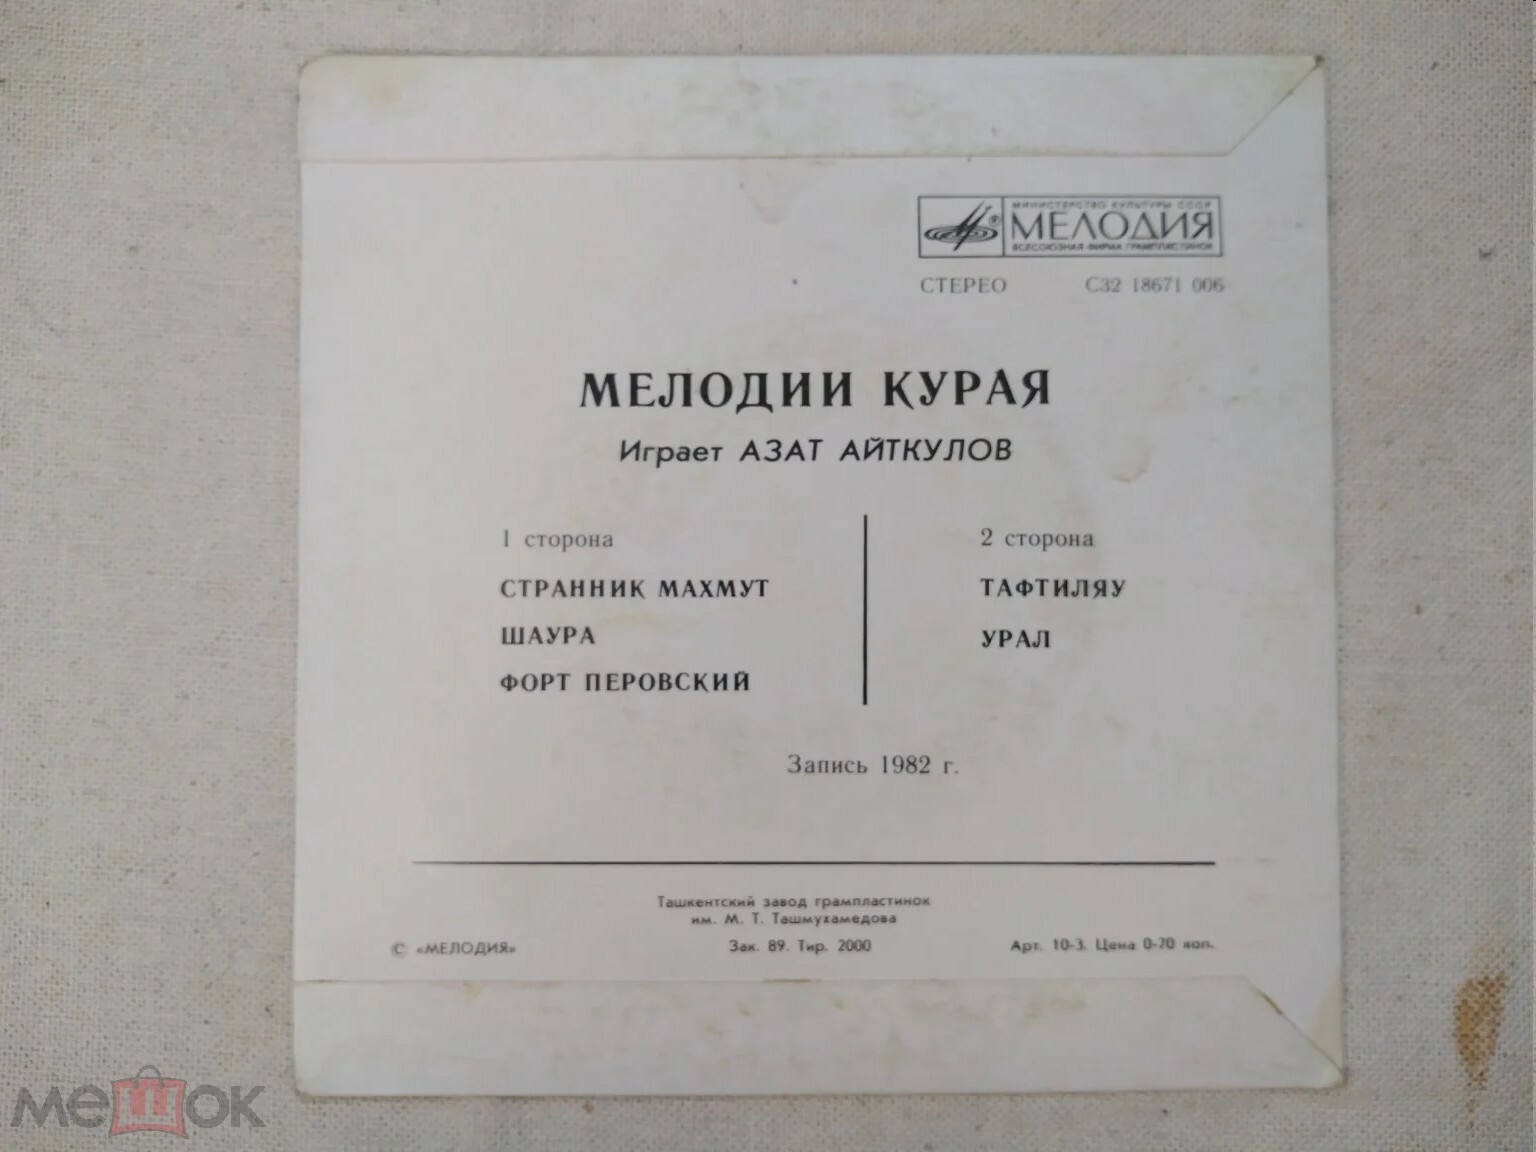 МИНИСТЕРСТВО КУЛЬТУРЫ СССР
МЕЛОДИЯ
ВСЕСОЮЗНАЯ ФИРМА ГРАМПЛАСТИНОК
СТЕРЕО С32 18671 006
МЕЛОДИИ КУРАЯ
Играет АЗАТ АЙТКУЛОВ
1 сторона
СТРАННИК МАХМУТ
ШАУРА
ФОРТ ПЕРОВСКИЙ
2 сторона
ТАФТИЛЯУ
УРАЛ
Запись 1982 г.
Ташкентский завод грампластинок
им. М. Т. Ташмухамедова
© «МЕЛОДИЯ» Зак. 89. Тир. 2000 Арт. 10-3. Цена 0-70 коп.
мешок